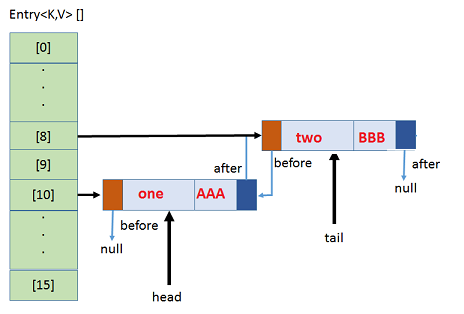 Entry<K,V> []
[0]
.
.
.
[8]
two BBB
[9]
after before after
[10]
one AAA
null
before
null
tail
.
.
.
[15]
head